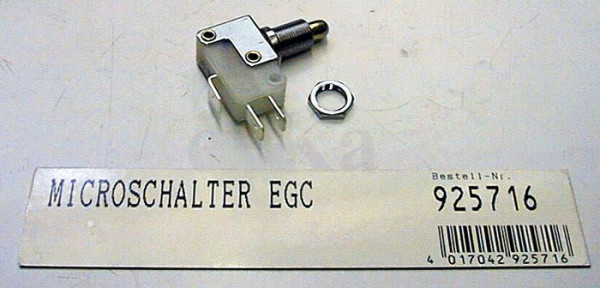 MICROSCHALTER EGC
Bestell-Nr.
925716
4 017042 925716